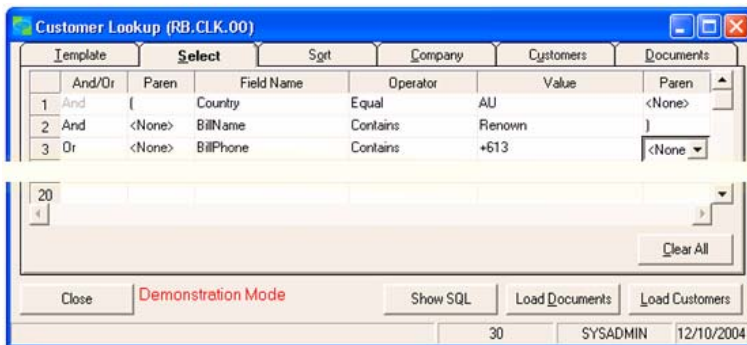 Customer Lookup (RB.CLK.00)
Template Select Sort Company Customers Documents
And/Or Paren Field Name Operator Value Paren
1 And ( Country Equal AU <None>
2 And <None> BillName Contains Renown )
3 Or <None> BillPhone Contains +613 <None
20
Clear All
Close Demonstration Mode Show SQL Load Documents Load Customers
30 SYSADMIN 12/10/2004